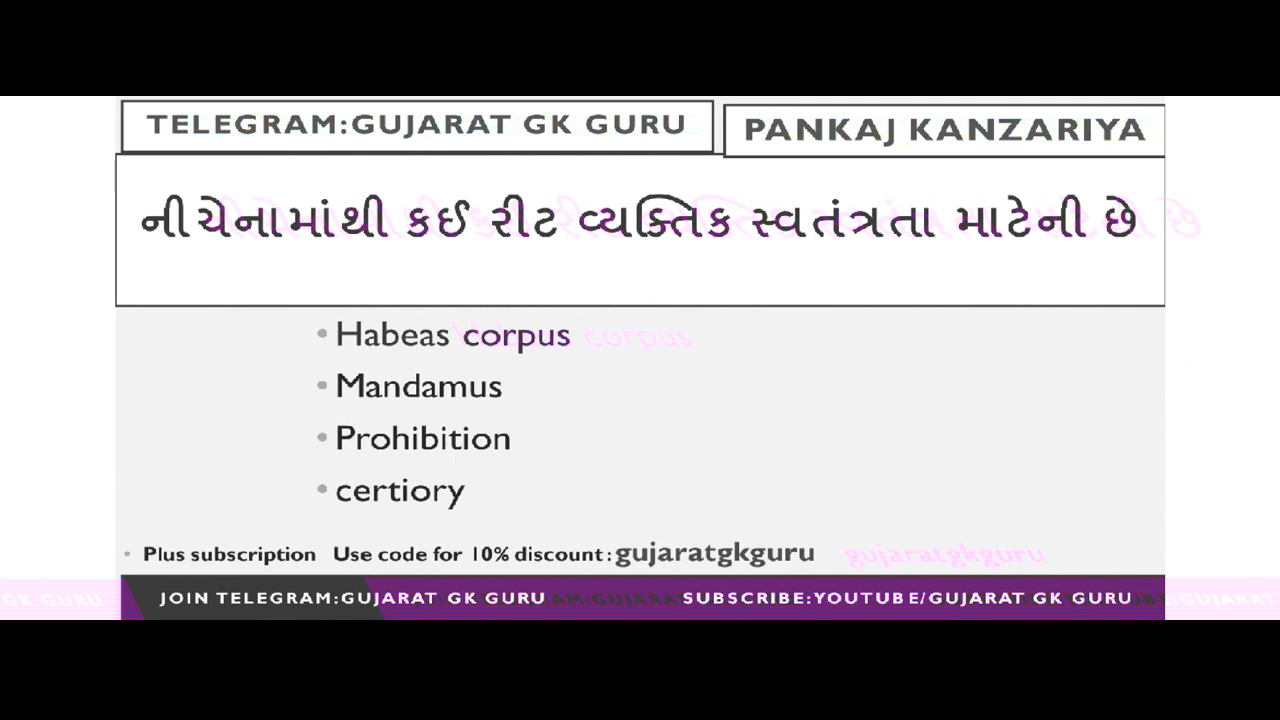 TELEGRAM:GUJARAT GK GURU
PANKAJ KANZARIYA
નીચેનામાંથી કઈ રીટ વ્યક્તિક સ્વતંત્રતા માટેની છે
• Habeas corpus
• Mandamus
• Prohibition
• certiory
• Plus subscription Use code for 10% discount : gujaratgkguru
JOIN TELEGRAM:GUJARAT GK GURU SUBSCRIBE:YOUTUBE/GUJARAT GK GURU